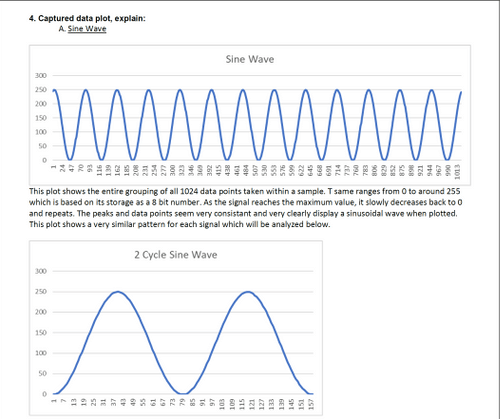 4. Captured data plot, explain:
A. Sine Wave
Sine Wave
300
250
200
150
100
50
0
1 24 47 70 93 116 139 162 185 208 231 254 277 300 323 346 369 392 415 438 461 484 507 530 553 576 599 622 645 668 691 714 737 760 783 806 829 852 875 898 921 944 967 990 1013
This plot shows the entire grouping of all 1024 data points taken within a sample. T same ranges from 0 to around 255
which is based on its storage as a 8 bit number. As the signal reaches the maximum value, it slowly decreases back to 0
and repeats. The peaks and data points seem very consistant and very clearly display a sinusoidal wave when plotted.
This plot shows a very similar pattern for each signal which will be analyzed below.
2 Cycle Sine Wave
300
250
200
150
100
50
0
1 7 13 19 25 31 37 43 49 55 61 67 73 79 85 91 97 103 109 115 121 127 133 139 145 151 157